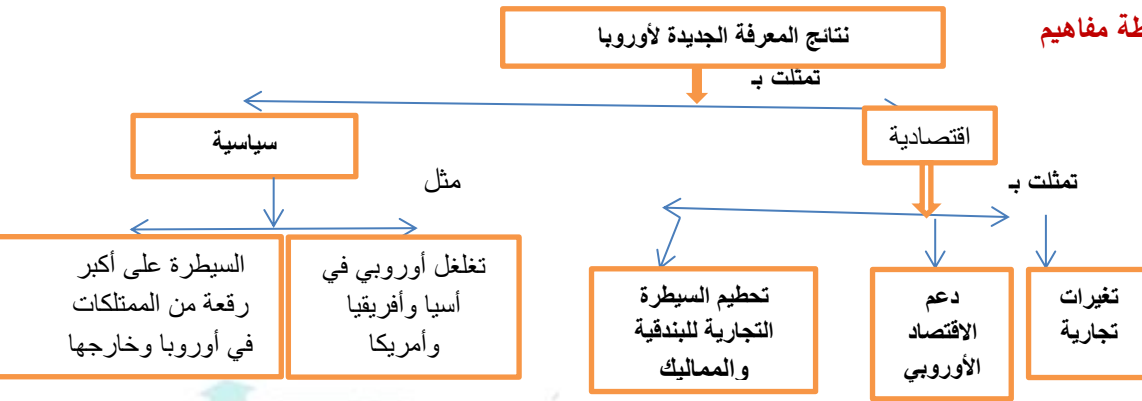 طة مفاهيم
نتائج المعرفة الجديدة لأوروبا
تمثلت بـ
اقتصادية
سياسية
تمثلت بـ
مثل
تغيرات
تجارية
دعم
الاقتصاد
الأوروبي
تحطيم السيطرة
التجارية للبندقية
والمماليك
تغلغل أوروبي في
أسيا وأفريقيا
وأمريكا
السيطرة على أكبر
رقعة من الممتلكات
في أوروبا وخارجها